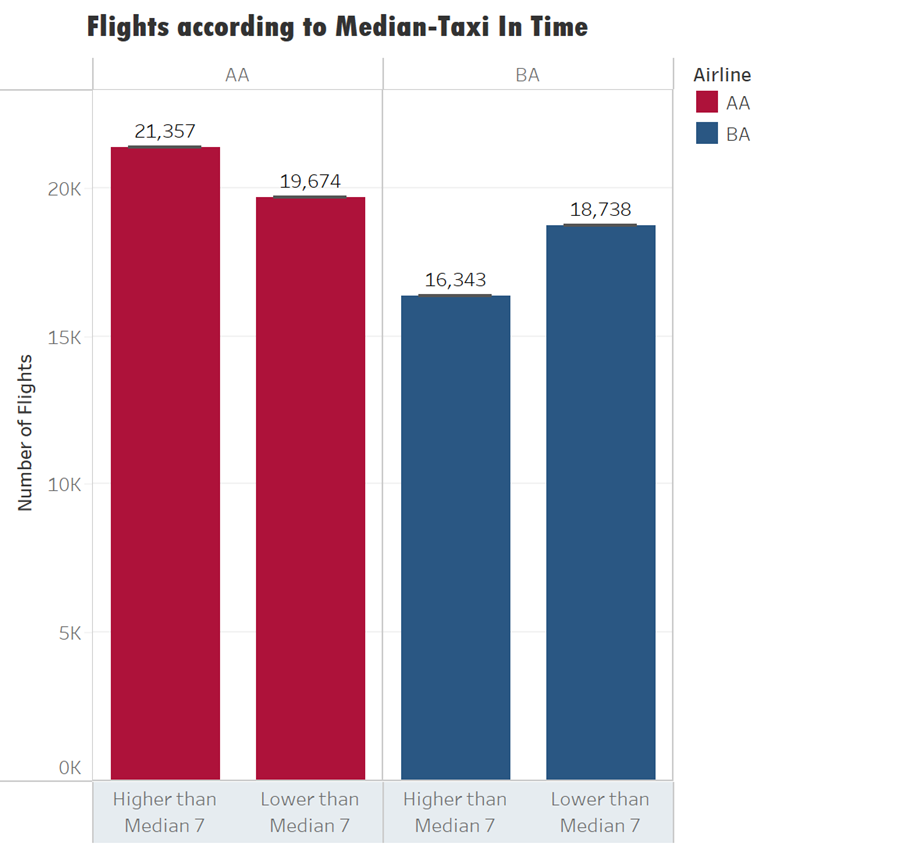 Flights according to Median-Taxi In Time
AA
BA
Airline
AA
BA
21,357
19,674
18,738
16,343
20K
15K
10K
5K
0K
Number of Flights
Higher than
Median 7
Lower than
Median 7
Higher than
Median 7
Lower than
Median 7